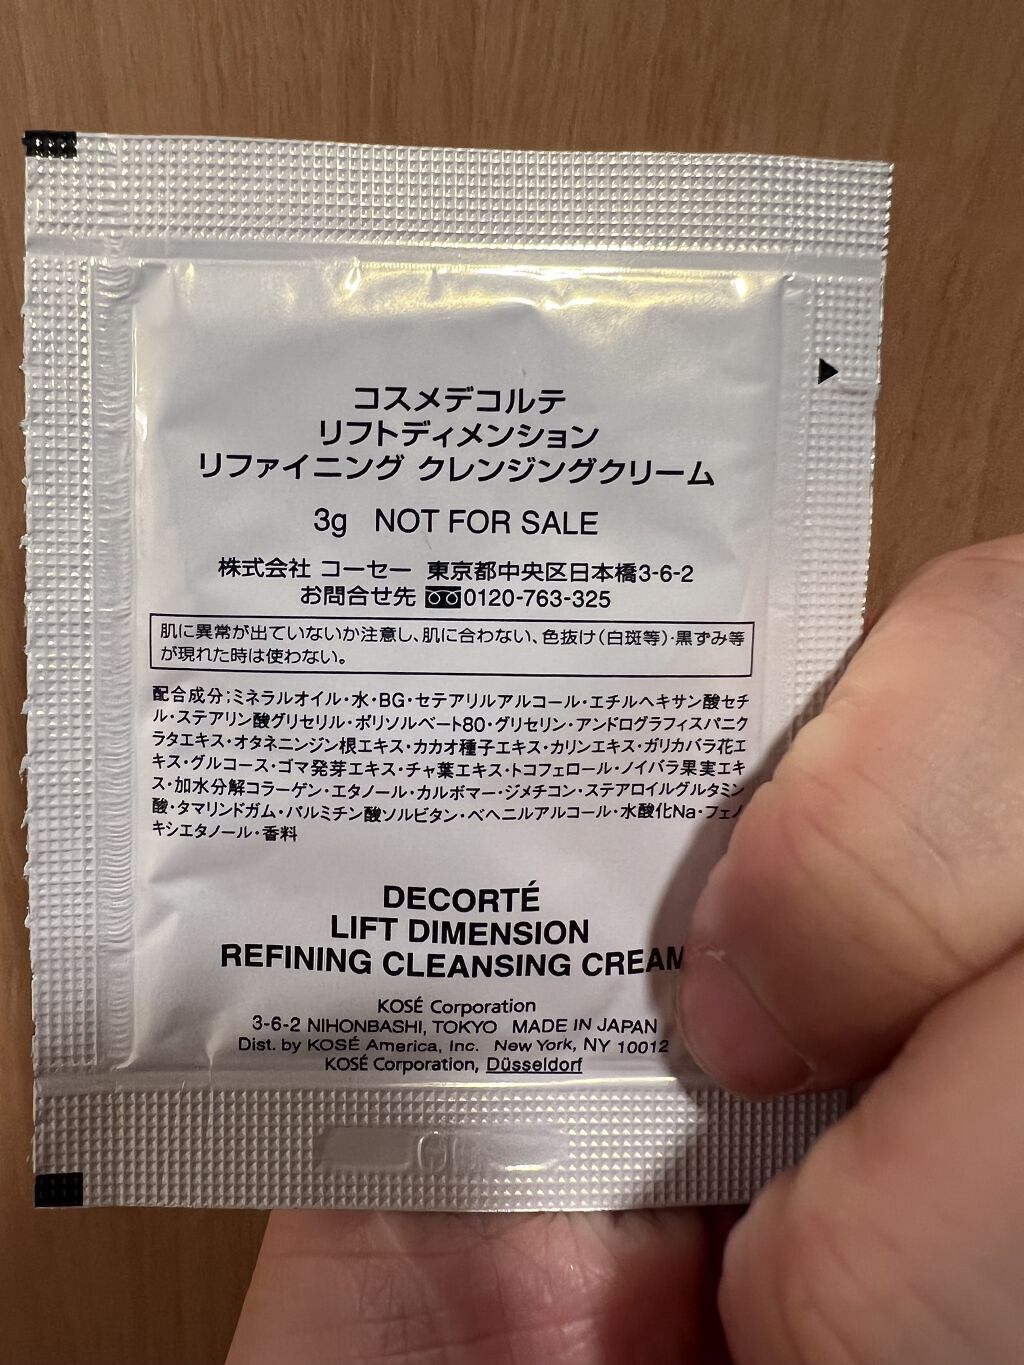 コスメデコルテ
リフトディメンション
リファイニング クレンジングクリーム
3g NOT FOR SALE
株式会社 コーセー 東京都中央区日本橋3-6-2
お問合せ先 0120-763-325
肌に異常が出ていないか注意し、肌に合わない、色抜け(白斑等)・黒ずみ等
が現れた時は使わない。
配合成分;ミネラルオイル・水・BG・セテアリルアルコール・エチルヘキサン酸セチ
ル・ステアリン酸グリセリル・ポリソルベート80・グリセリン・アンドログラフィスパニク
ラタエキス・オタネニンジン根エキス・カカオ種子エキス・カリンエキス・ガリカバラ花エ
キス・グルコース・ゴマ発芽エキス・チャ葉エキス・トコフェロール・ノイバラ果実エキ
ス・加水分解コラーゲン・エタノール・カルボマー・ジメチコン・ステアロイルグルタミン
酸・タマリンドガム・パルミチン酸ソルビタン・ベヘニルアルコール・水酸化Na・フェノ
キシエタノール・香料
DECORTÉ
LIFT DIMENSION
REFINING CLEANSING CREAM
KOSÉ Corporation
3-6-2 NIHONBASHI, TOKYO MADE IN JAPAN
Dist. by KOSÉ America, Inc. New York, NY 10012
KOSÉ Corporation, Düsseldorf